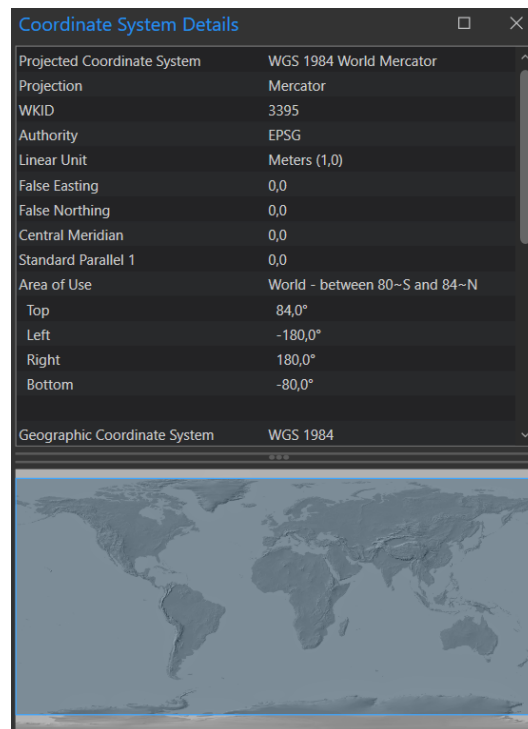 Coordinate System Details
Projected Coordinate System WGS 1984 World Mercator
Projection Mercator
WKID 3395
Authority EPSG
Linear Unit Meters (1,0)
False Easting 0,0
False Northing 0,0
Central Meridian 0,0
Standard Parallel 1 0,0
Area of Use World - between 80~S and 84~N
Top 84,0°
Left -180,0°
Right 180,0°
Bottom -80,0°
Geographic Coordinate System WGS 1984